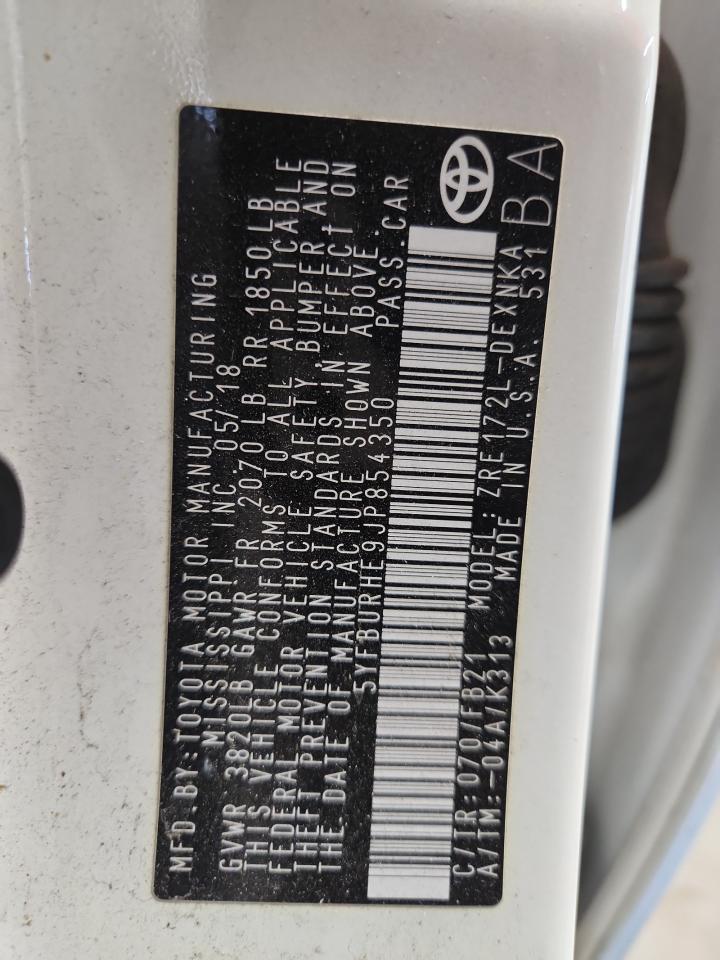 MFD. BY: TOYOTA MOTOR MANUFACTURING
MISSISSIPPI INC. 05/18
GVWR 3820LB GAWR FR 2070LB RR 1850LB
THIS VEHICLE CONFORMS TO ALL APPLICABLE
FEDERAL MOTOR VEHICLE SAFETY, BUMPER, AND
THEFT PREVENTION STANDARDS IN EFFECT ON
THE DATE OF MANUFACTURE SHOWN ABOVE.
5YFBURHE9JP854350 PASS.CAR
C/TR: 070/FB21 MODEL: ZRE172L-DEXNKA
A/TM: -04A/K313 MADE IN U.S.A. 531 BA